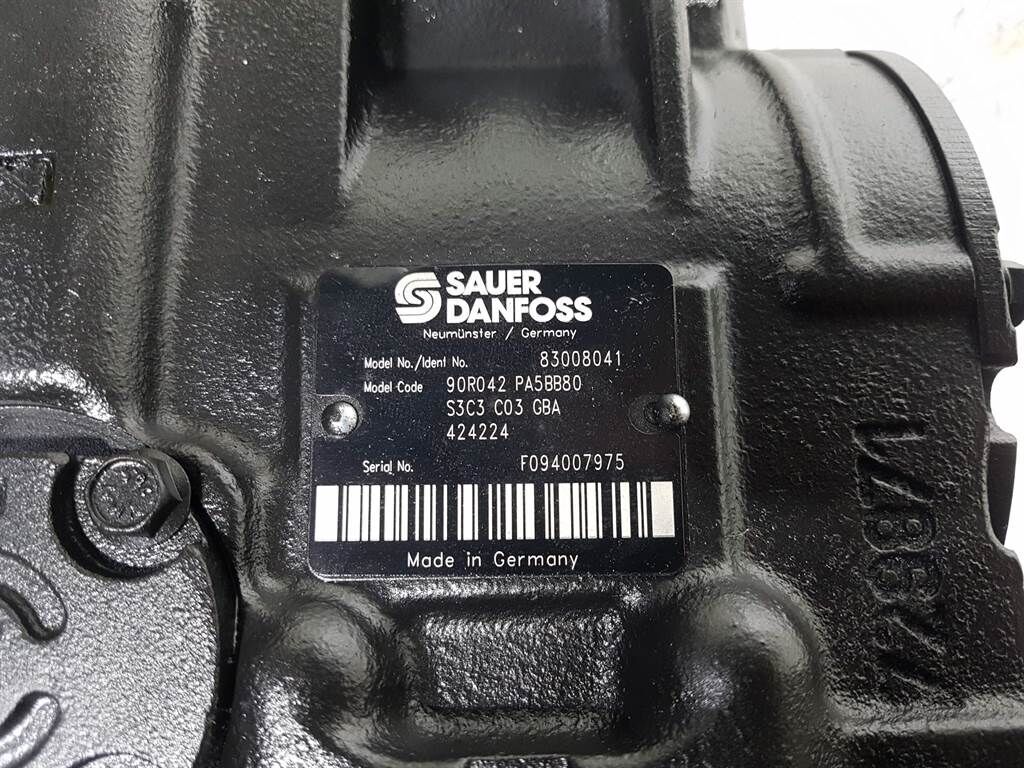 SAUER
DANFOSS
Neumünster / Germany
Model No./Ident No. 83008041
Model Code 90R042 PA5BB80
S3C3 C03 GBA
424224
Serial No. F094007975
Made in Germany